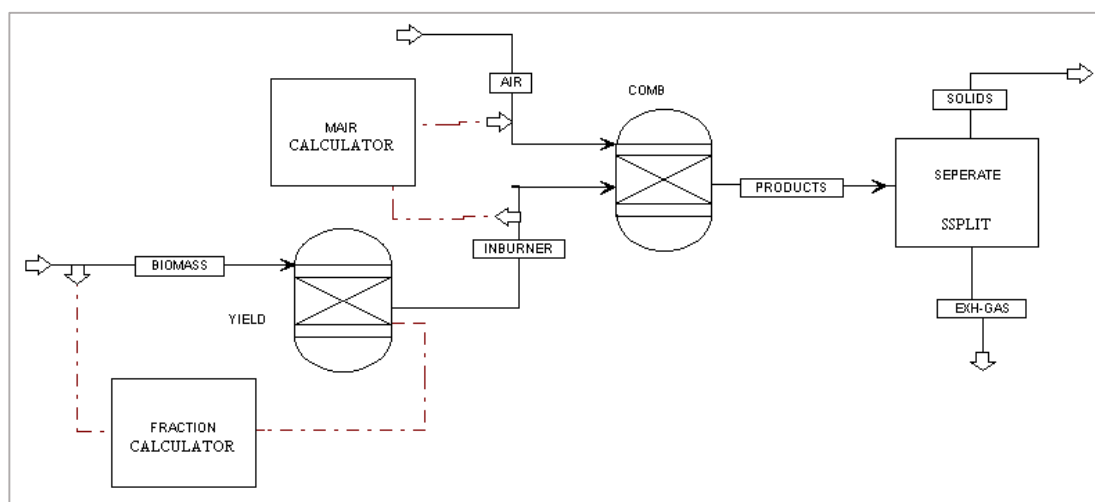 AIR
COMB
MAIR
CALCULATOR
SOLIDS
SEPERATE
SSPLIT
PRODUCTS
INBURNER
BIOMASS
YIELD
EXH-GAS
FRACTION
CALCULATOR